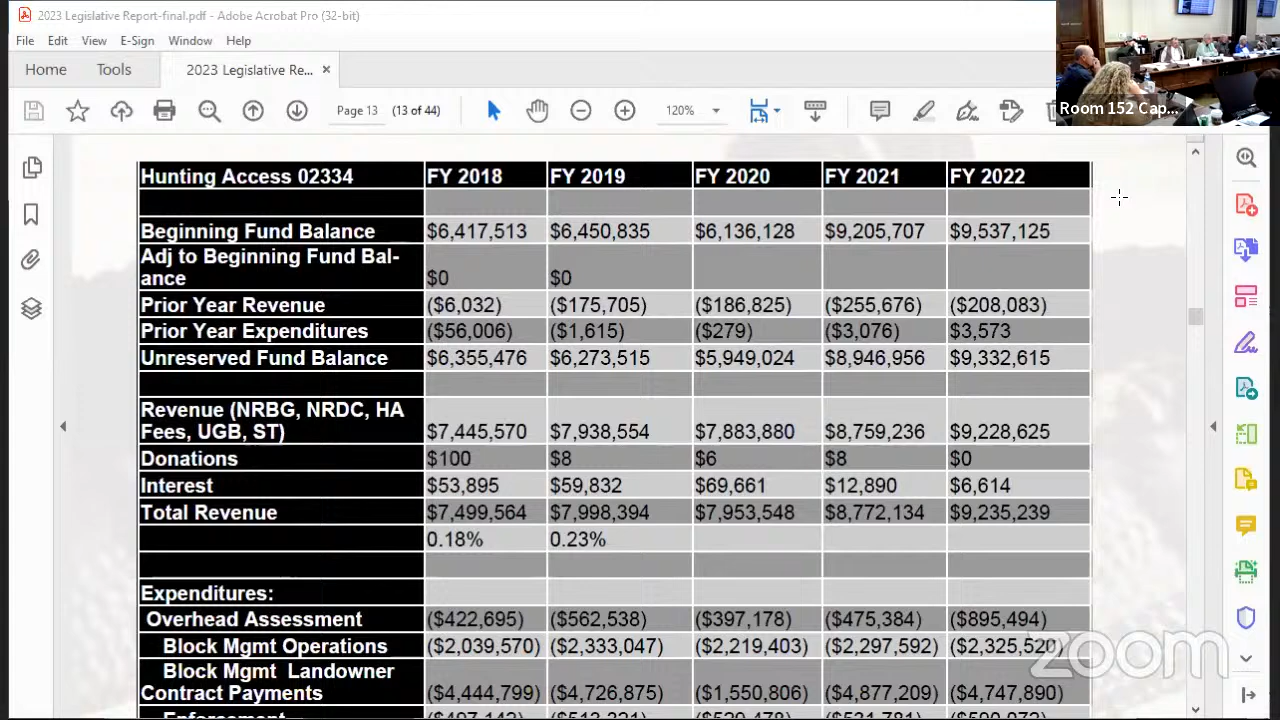 2023 Legislative Report-final.pdf - Adobe Acrobat Pro (32-bit)
File Edit View E-Sign Window Help
Home Tools 2023 Legislative Re... ×
Page 13 (13 of 44) 120%
Room 152 Cap...
Hunting Access 02334 FY 2018 FY 2019 FY 2020 FY 2021 FY 2022
Beginning Fund Balance $6,417,513 $6,450,835 $6,136,128 $9,205,707 $9,537,125
Adj to Beginning Fund Bal-
ance $0 $0
Prior Year Revenue ($6,032) ($175,705) ($186,825) ($255,676) ($208,083)
Prior Year Expenditures ($56,006) ($1,615) ($279) ($3,076) $3,573
Unreserved Fund Balance $6,355,476 $6,273,515 $5,949,024 $8,946,956 $9,332,615
Revenue (NRBG, NRDC, HA
Fees, UGB, ST) $7,445,570 $7,938,554 $7,883,880 $8,759,236 $9,228,625
Donations $100 $8 $6 $8 $0
Interest $53,895 $59,832 $69,661 $12,890 $6,614
Total Revenue $7,499,564 $7,998,394 $7,953,548 $8,772,134 $9,235,239
0.18% 0.23%
Expenditures:
Overhead Assessment ($422,695) ($562,538) ($397,178) ($475,384) ($895,494)
Block Mgmt Operations ($2,039,570) ($2,333,047) ($2,219,403) ($2,297,592) ($2,325,520)
Block Mgmt Landowner
Contract Payments ($4,444,799) ($4,726,875) ($1,550,806) ($4,877,209) ($4,747,890)
Enforcement
zoom